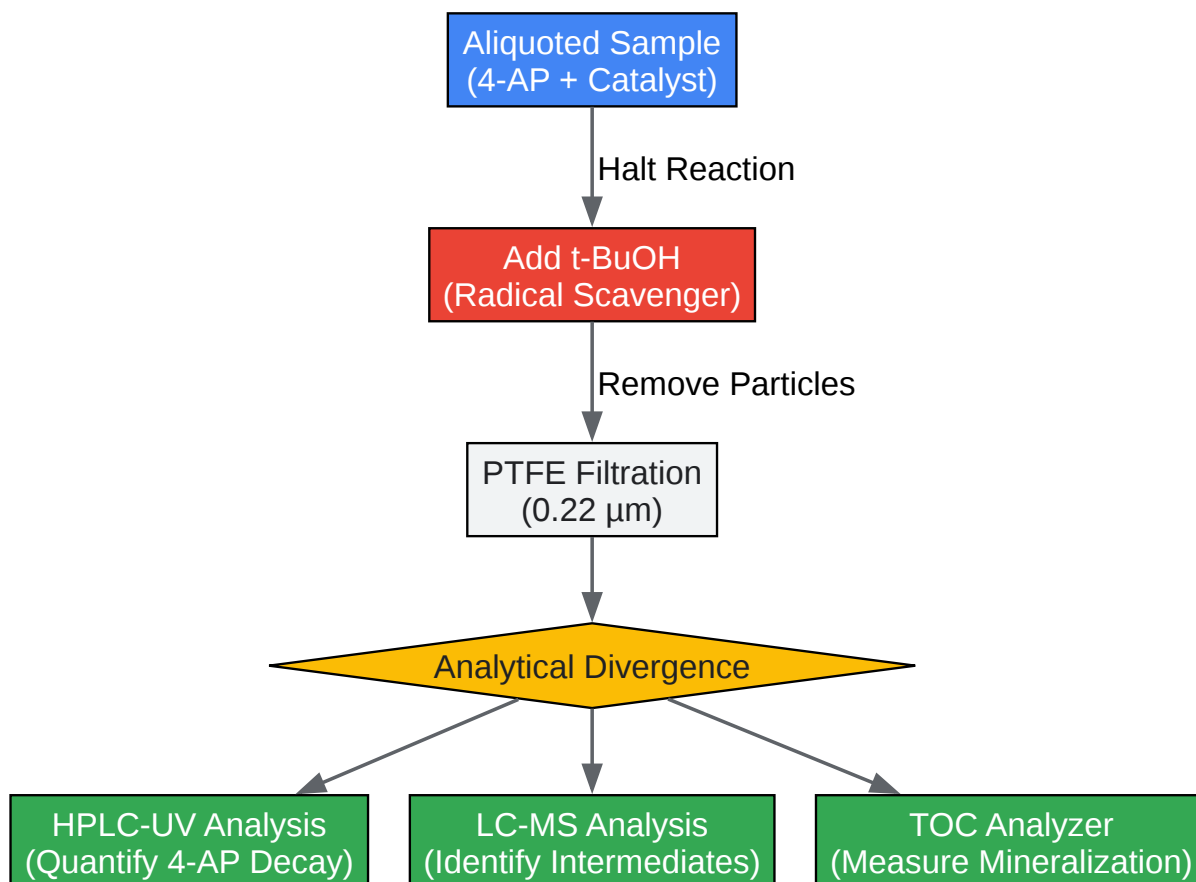 Aliquoted Sample
(4-AP + Catalyst)
Halt Reaction
Add t-BuOH
(Radical Scavenger)
Remove Particles
PTFE Filtration
(0.22 µm)
Analytical Divergence
HPLC-UV Analysis
(Quantify 4-AP Decay)
LC-MS Analysis
(Identify Intermediates)
TOC Analyzer
(Measure Mineralization)